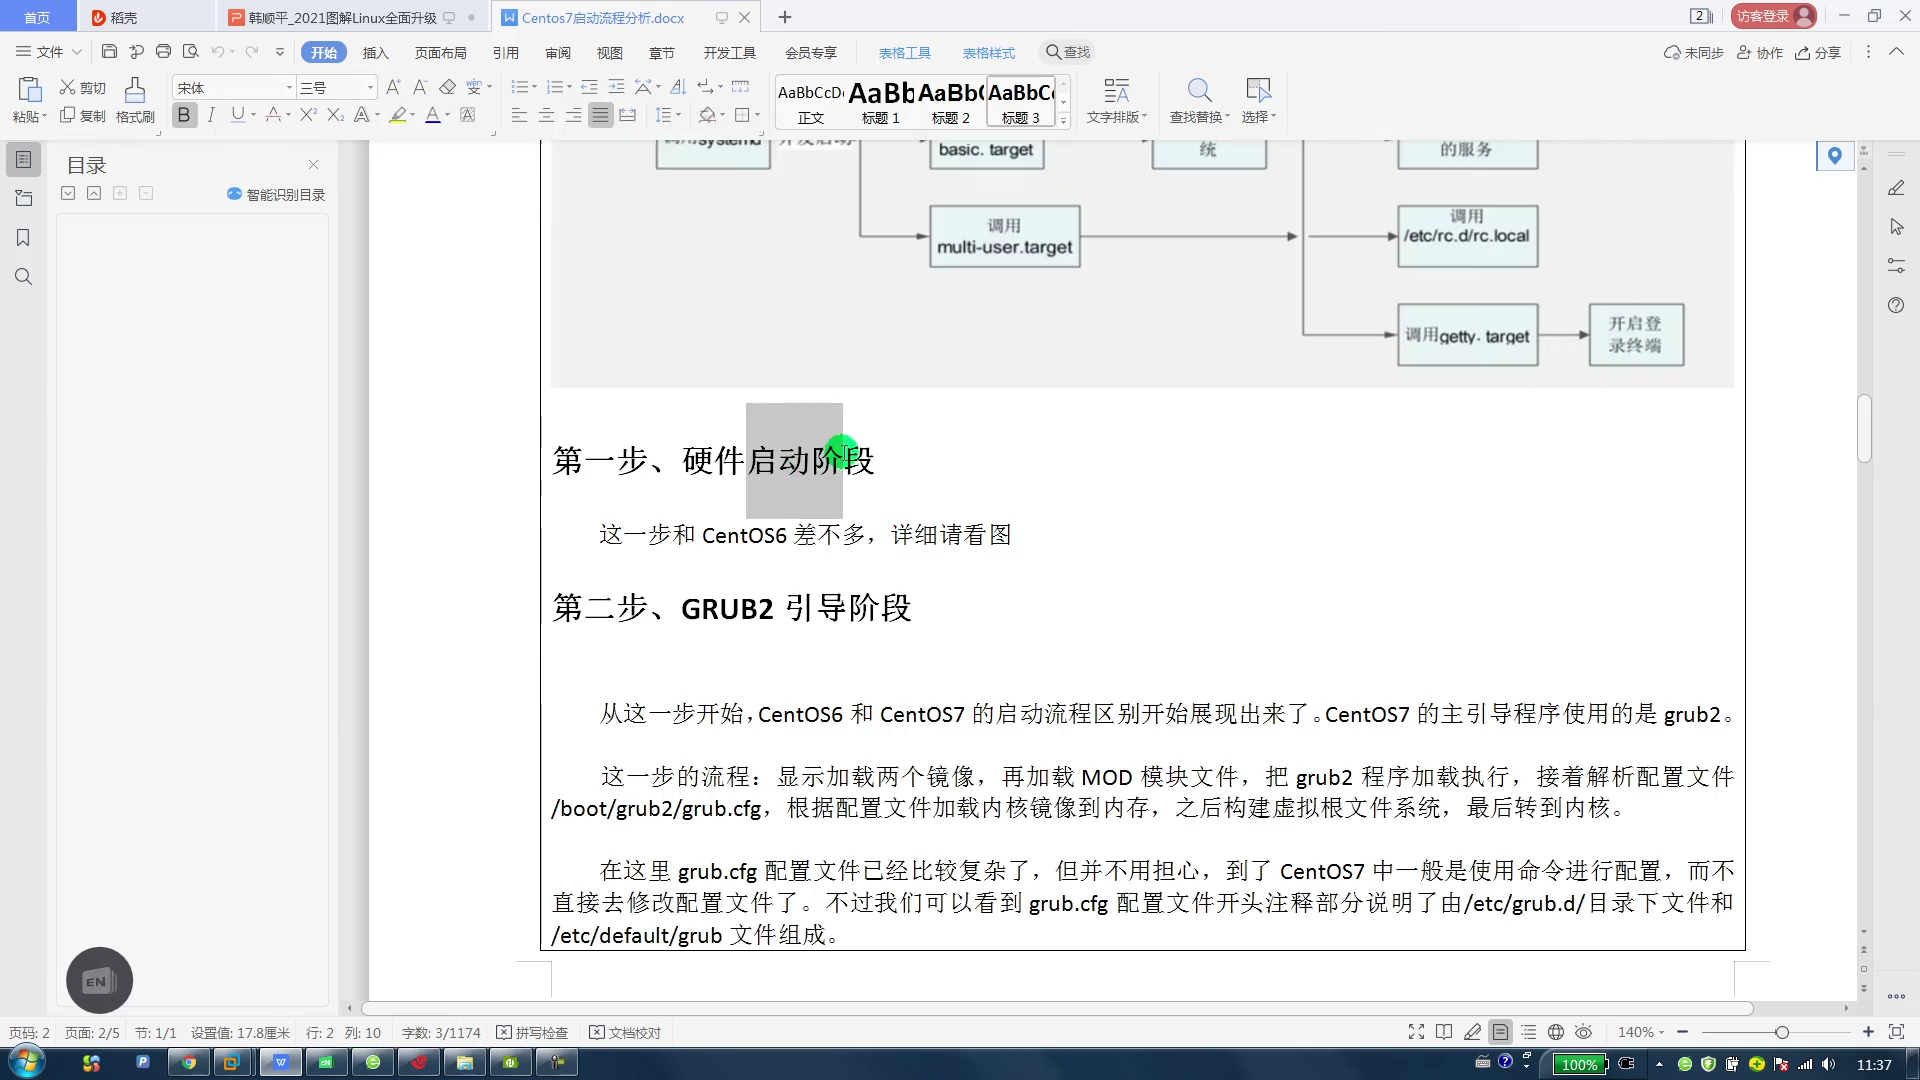 首页
稻壳
韩顺平_2021图解Linux全面升级
Centos7启动流程分析.docx
2
访客登录
文件
开始
插入
页面布局
引用
审阅
视图
章节
开发工具
会员专享
表格工具
表格样式
查找
未同步
协作
分享
粘贴
剪切
复制
格式刷
宋体
三号
AaBbCcD
正文
AaBb
标题 1
AaBb(
标题 2
AaBbC
标题 3
文字排版
查找替换
选择
目录
智能识别目录
basic. target
统
的服务
调用
multi-user.target
调用
/etc/rc.d/rc.local
调用getty. target
开启登
录终端
第一步、硬件启动阶段
这一步和 CentOS6 差不多，详细请看图
第二步、GRUB2 引导阶段
从这一步开始，CentOS6 和 CentOS7 的启动流程区别开始展现出来了。CentOS7 的主引导程序使用的是 grub2。
这一步的流程：显示加载两个镜像，再加载 MOD 模块文件，把 grub2 程序加载执行，接着解析配置文件
/boot/grub2/grub.cfg，根据配置文件加载内核镜像到内存，之后构建虚拟根文件系统，最后转到内核。
在这里 grub.cfg 配置文件已经比较复杂了，但并不用担心，到了 CentOS7 中一般是使用命令进行配置，而不
直接去修改配置文件了。不过我们可以看到 grub.cfg 配置文件开头注释部分说明了由/etc/grub.d/目录下文件和
/etc/default/grub 文件组成。
EN
页码: 2
页面: 2/5
节: 1/1
设置值: 17.8厘米
行: 2
列: 10
字数: 3/1174
拼写检查
文档校对
140%
100%
11:37